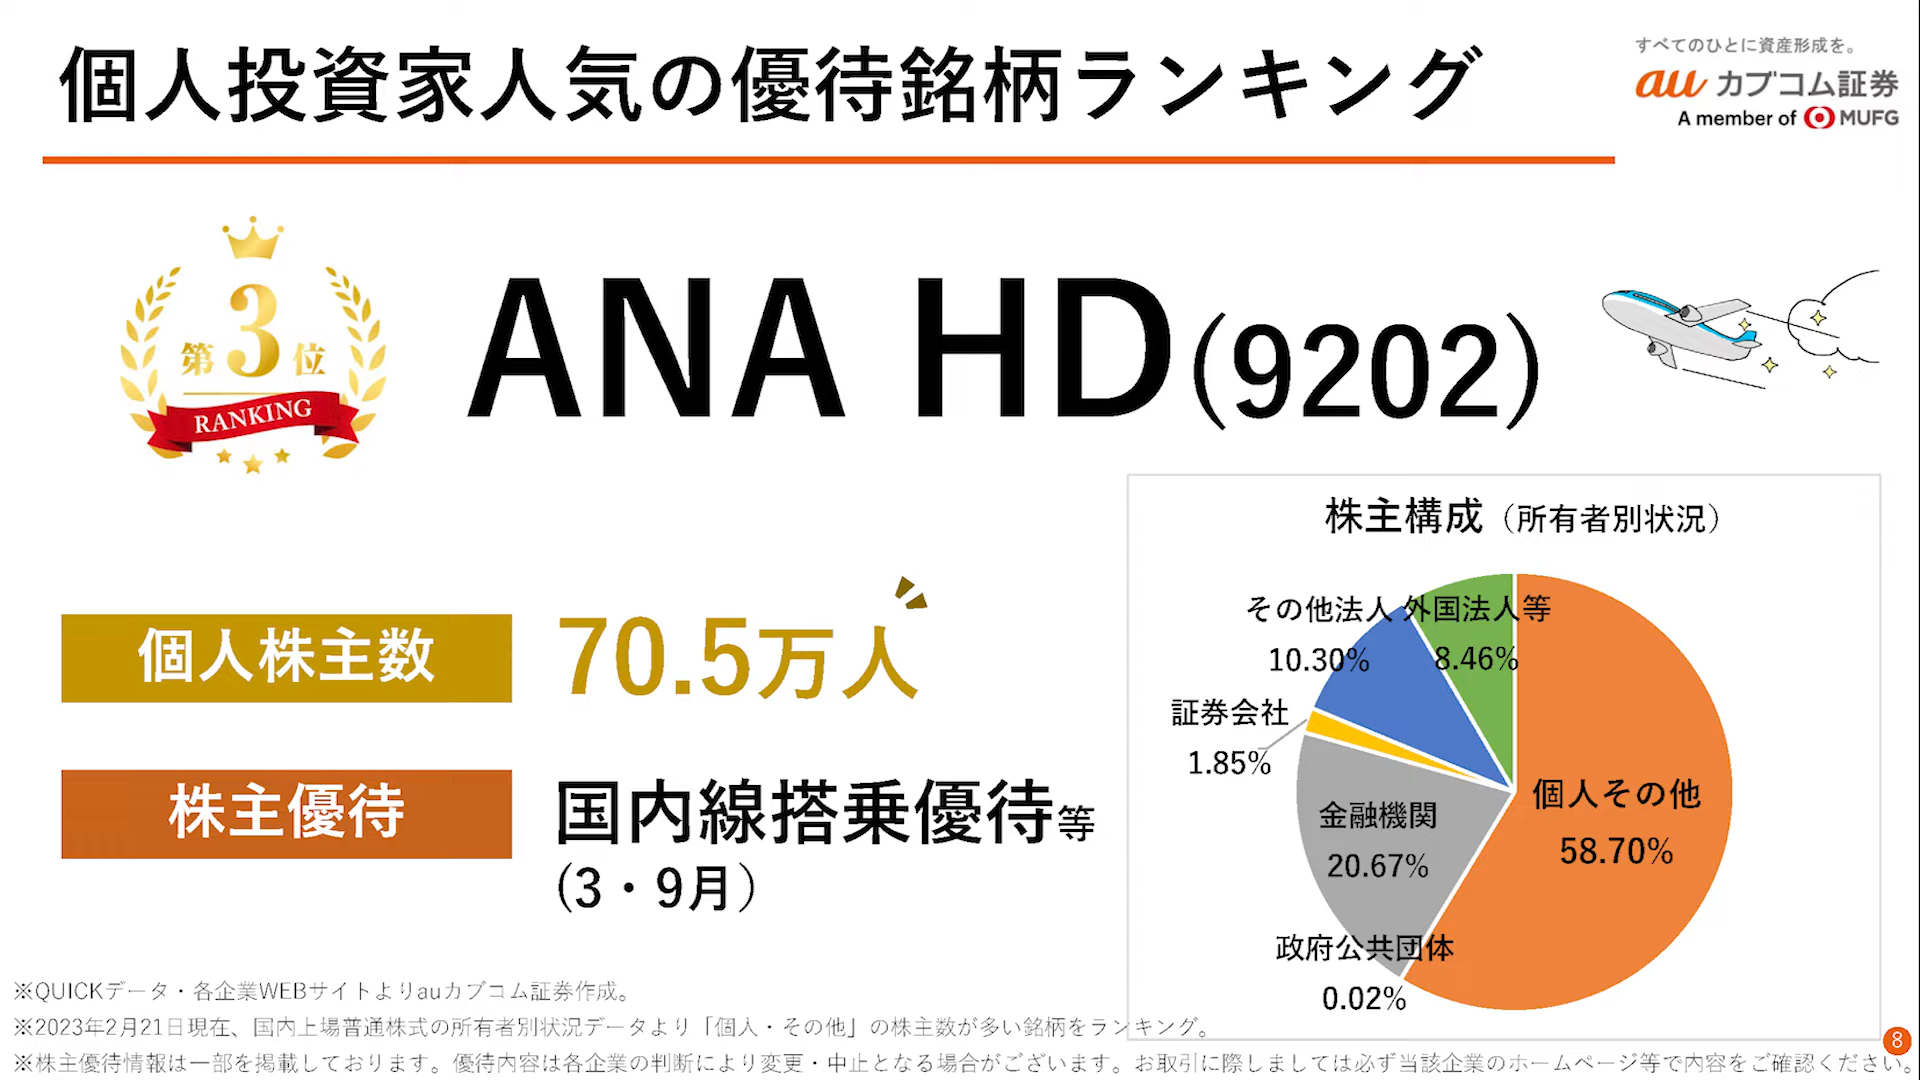 個人投資家人気の優待銘柄ランキング
すべてのひとに資産形成を。
au カブコム証券
A member of MUFG
第3位
RANKING
ANA HD(9202)
個人株主数
70.5万人
株主優待
国内線搭乗優待等
(3・9月)
株主構成(所有者別状況)
その他法人
10.30%
外国法人等
8.46%
証券会社
1.85%
金融機関
20.67%
個人その他
58.70%
政府公共団体
0.02%
※QUICKデータ・各企業WEBサイトよりauカブコム証券作成。
※2023年2月21日現在、国内上場普通株式の所有者別状況データより「個人・その他」の株主数が多い銘柄をランキング。
※株主優待情報は一部を掲載しております。優待内容は各企業の判断により変更・中止となる場合がございます。お取引に際しましては必ず当該企業のホームページ等で内容をご確認ください。
8